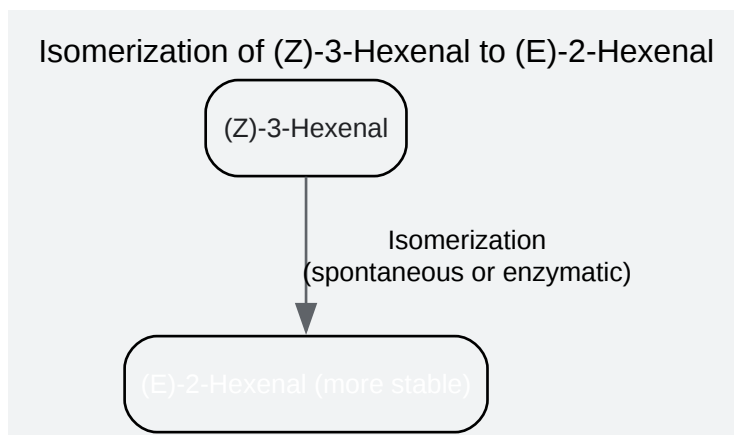 Isomerization of (Z)-3-Hexenal to (E)-2-Hexenal
(Z)-3-Hexenal
Isomerization
(spontaneous or enzymatic)
(E)-2-Hexenal (more stable)